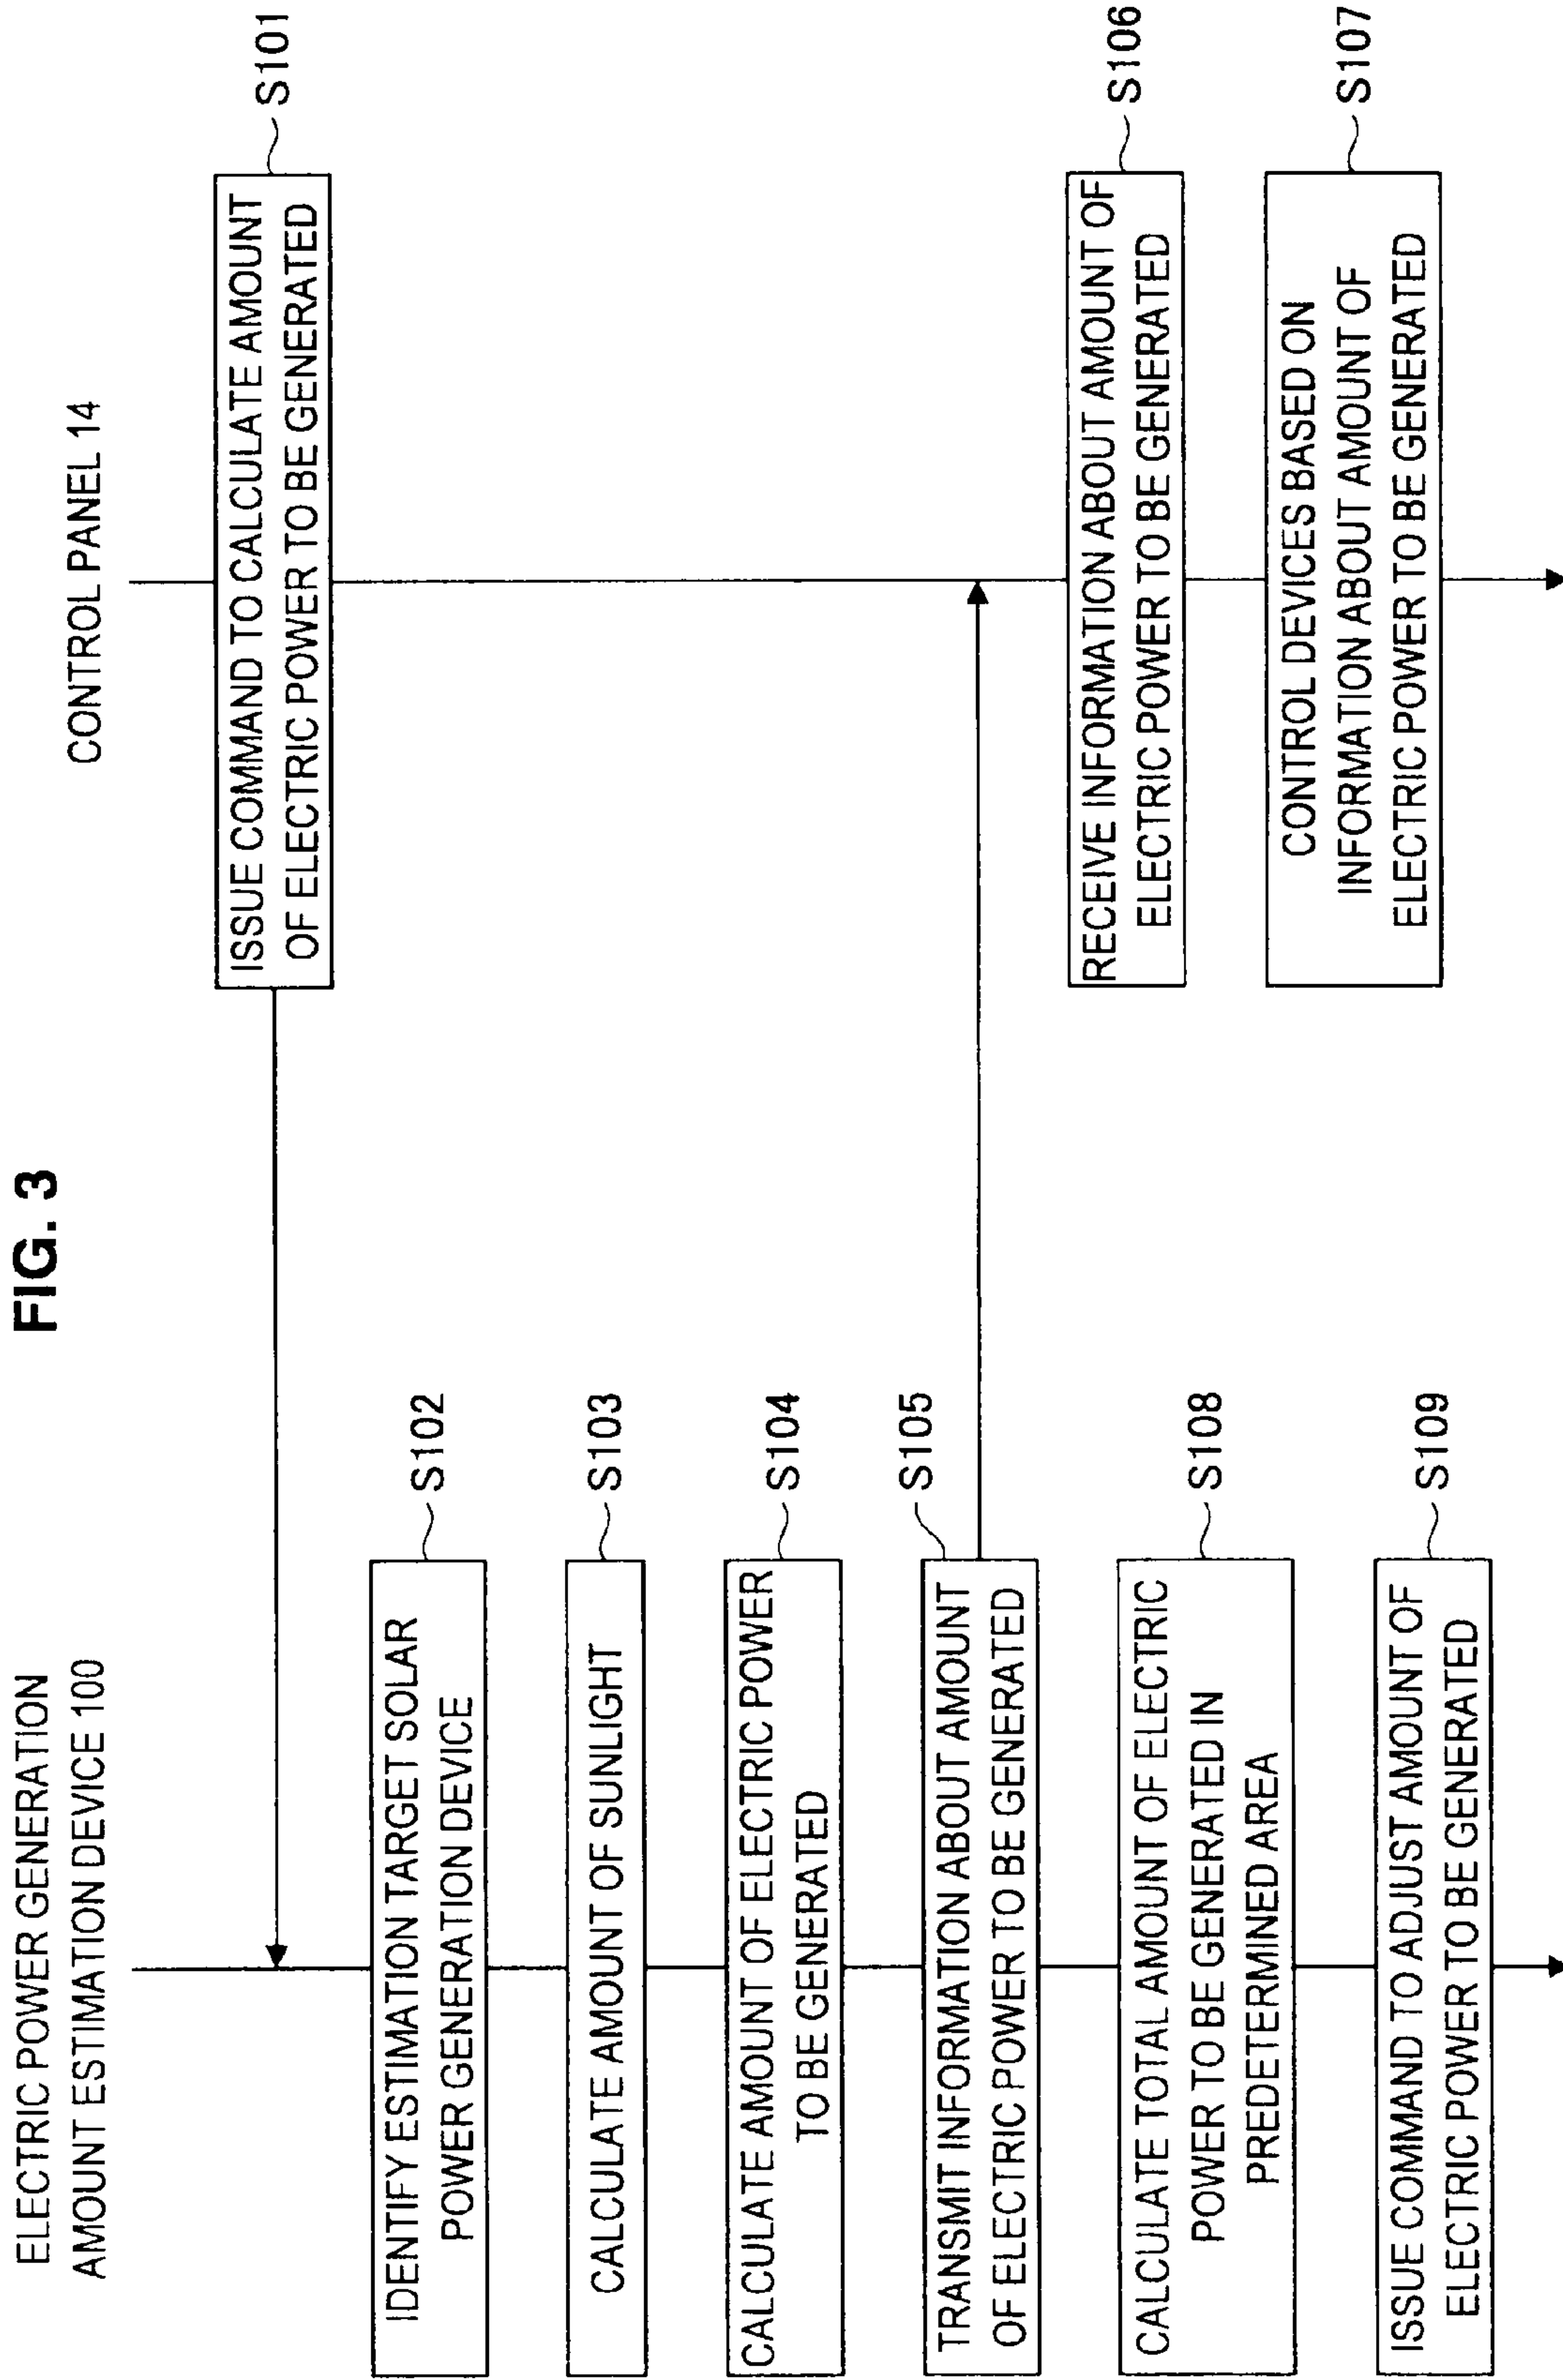 FIG. 3
ELECTRIC POWER GENERATION
AMOUNT ESTIMATION DEVICE 100
CONTROL PANEL 14
ISSUE COMMAND TO CALCULATE AMOUNT
OF ELECTRIC POWER TO BE GENERATED
S101
IDENTIFY ESTIMATION TARGET SOLAR
POWER GENERATION DEVICE
S102
CALCULATE AMOUNT OF SUNLIGHT
S103
CALCULATE AMOUNT OF ELECTRIC POWER
TO BE GENERATED
S104
TRANSMIT INFORMATION ABOUT AMOUNT
OF ELECTRIC POWER TO BE GENERATED
S105
RECEIVE INFORMATION ABOUT AMOUNT OF
ELECTRIC POWER TO BE GENERATED
S106
CONTROL DEVICES BASED ON
INFORMATION ABOUT AMOUNT OF
ELECTRIC POWER TO BE GENERATED
S107
CALCULATE TOTAL AMOUNT OF ELECTRIC
POWER TO BE GENERATED IN
PREDETERMINED AREA
S108
ISSUE COMMAND TO ADJUST AMOUNT OF
ELECTRIC POWER TO BE GENERATED
S109